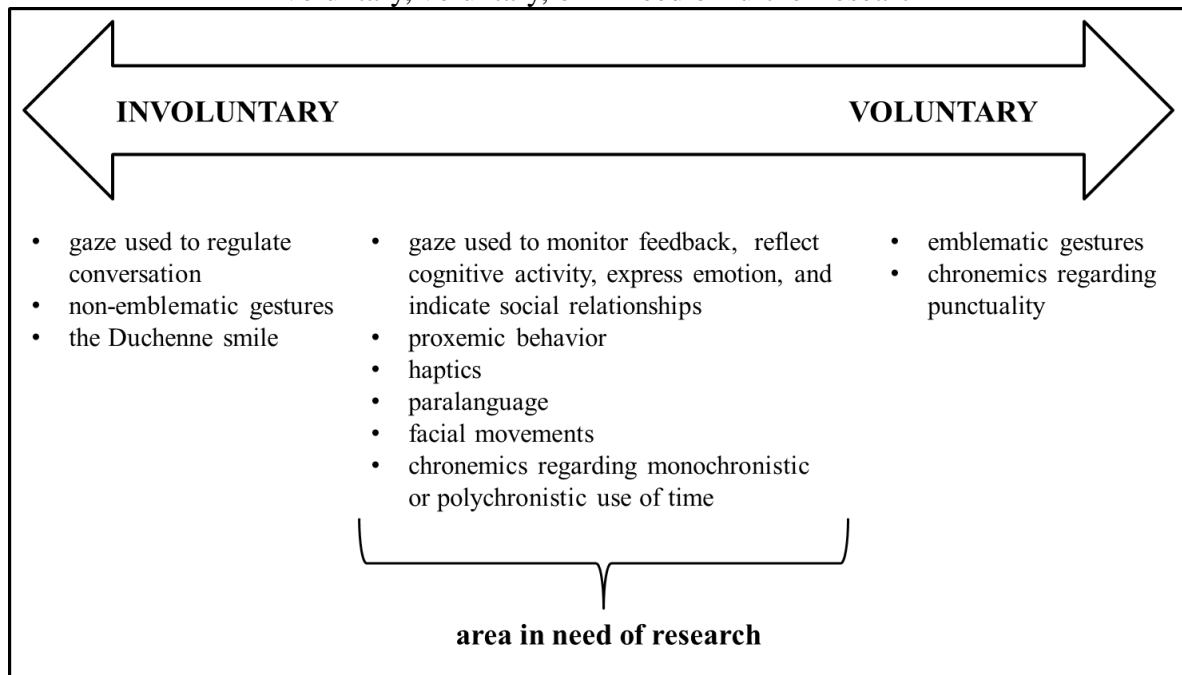 INVOLUNTARY
VOLUNTARY
• gaze used to regulate
conversation
• non-emblematic gestures
• the Duchenne smile
• gaze used to monitor feedback, reflect
cognitive activity, express emotion, and
indicate social relationships
• proxemic behavior
• haptics
• paralanguage
• facial movements
• chronemics regarding monochronistic
or polychronistic use of time
• emblematic gestures
• chronemics regarding
punctuality
area in need of research